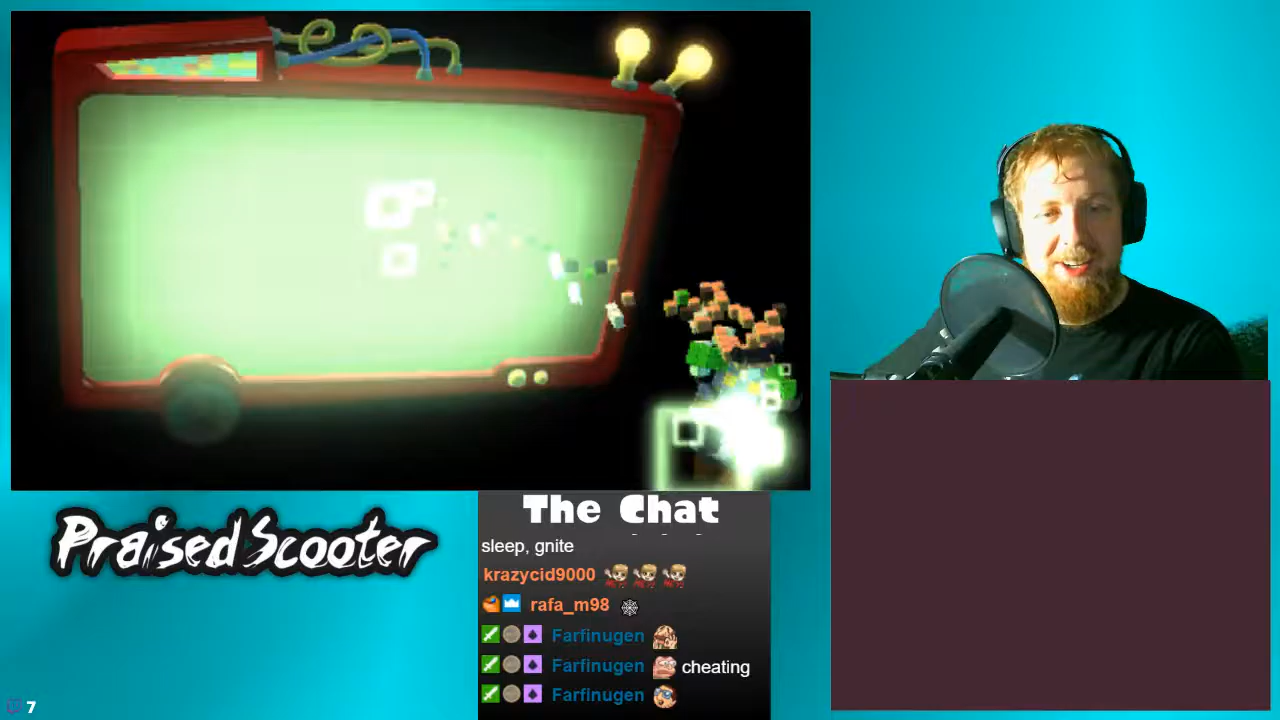 PraisedScooter
The Chat
sleep, gnite
krazycid9000
rafa_m98
Farfinugen
Farfinugen cheating
Farfinugen
7